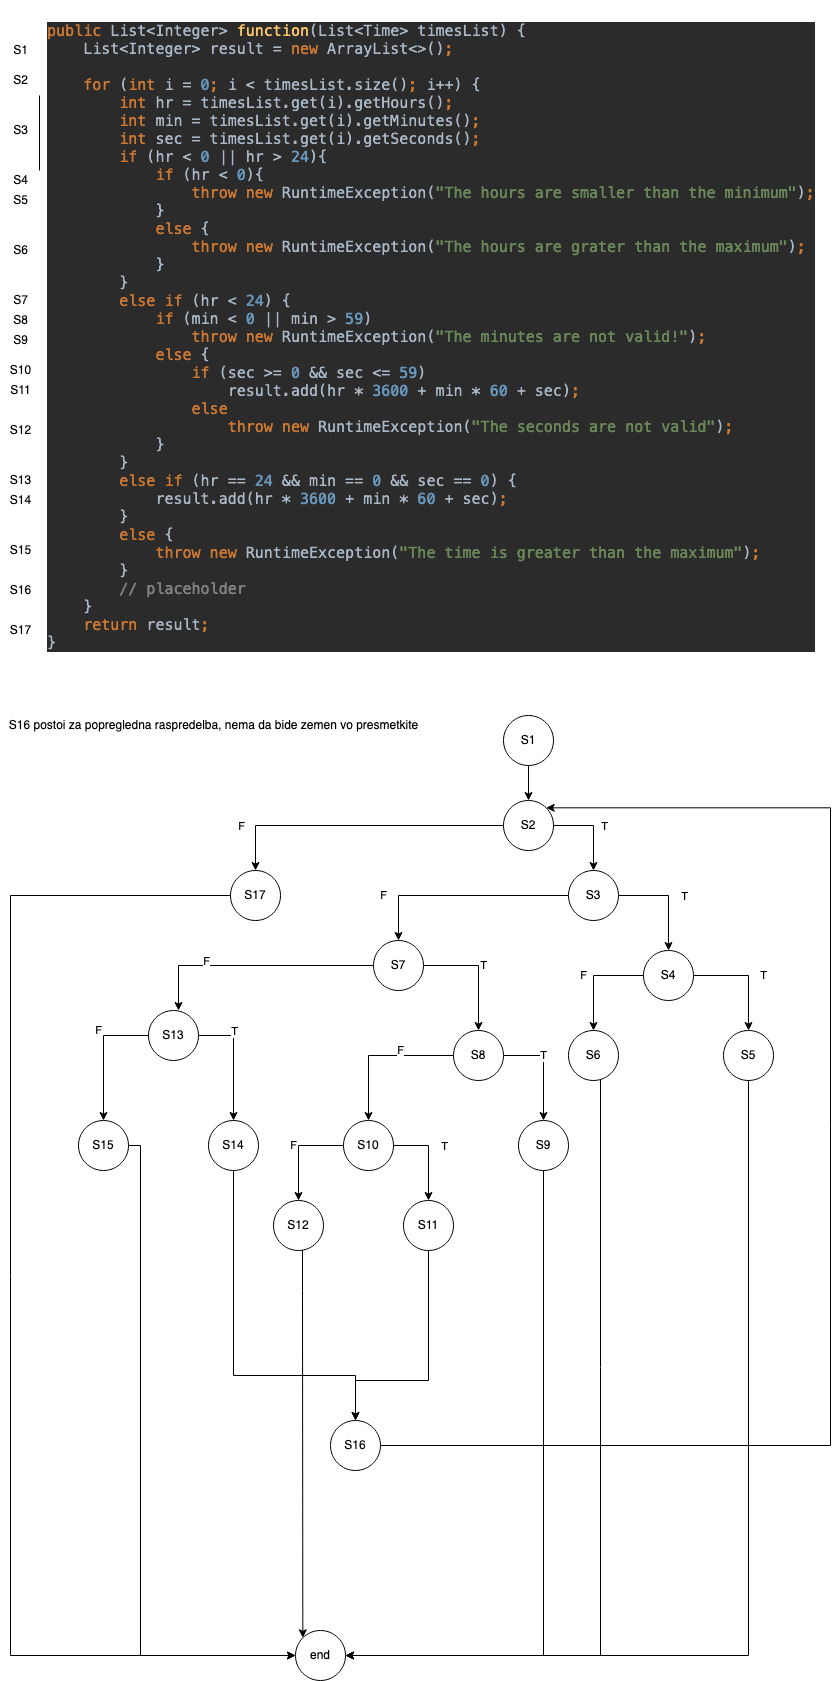 public List<Integer> function(List<Time> timesList) {
S1 List<Integer> result = new ArrayList<>();
S2 for (int i = 0; i < timesList.size(); i++) {
int hr = timesList.get(i).getHours();
int min = timesList.get(i).getMinutes();
S3 int sec = timesList.get(i).getSeconds();
if (hr < 0 || hr > 24){
S4 if (hr < 0){
S5 throw new RuntimeException("The hours are smaller than the minimum");
}
else {
S6 throw new RuntimeException("The hours are grater than the maximum");
}
}
S7 else if (hr < 24) {
S8 if (min < 0 || min > 59)
S9 throw new RuntimeException("The minutes are not valid!");
else {
S10 if (sec >= 0 && sec <= 59)
S11 result.add(hr * 3600 + min * 60 + sec);
else
S12 throw new RuntimeException("The seconds are not valid");
}
}
S13 else if (hr == 24 && min == 0 && sec == 0) {
S14 result.add(hr * 3600 + min * 60 + sec);
}
else {
S15 throw new RuntimeException("The time is greater than the maximum");
}
S16 // placeholder
}
S17 return result;
}
S16 postoi za popregledna raspredelba, nema da bide zemen vo presmetkite
S1
F S2 T
S17 F S3 T
F S7 T F S4 T
F S13 T F S8 T S6 S5
S15 S14 F S10 T S9
S12 S11
S16
end